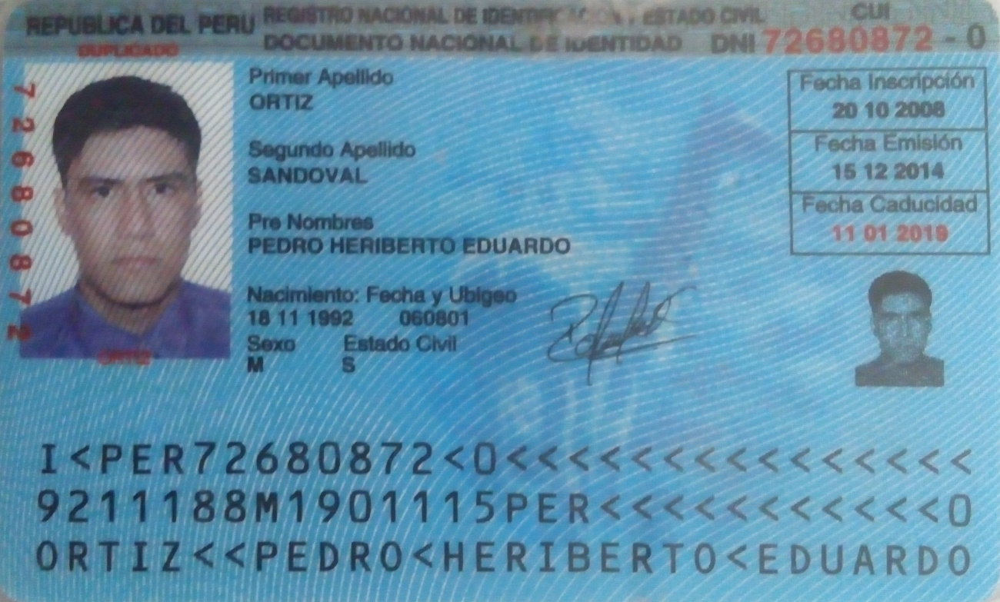 REPUBLICA DEL PERU
REGISTRO NACIONAL DE IDENTIFICACION Y ESTADO CIVIL
DOCUMENTO NACIONAL DE IDENTIDAD
CUI
DNI 72680872 - 0
DUPLICADO
72680872
Primer Apellido
ORTIZ
Segundo Apellido
SANDOVAL
Pre Nombres
PEDRO HERIBERTO EDUARDO
Nacimiento: Fecha y Ubigeo
18 11 1992 060801
Sexo Estado Civil
M S
ORTIZ
Fecha Inscripción
20 10 2008
Fecha Emisión
15 12 2014
Fecha Caducidad
11 01 2019
I<PER72680872<0<<<<<<<<<<<<<<<
9211188M1901115PER<<<<<<<<<<<0
ORTIZ<<PEDRO<HERIBERTO<EDUARDO